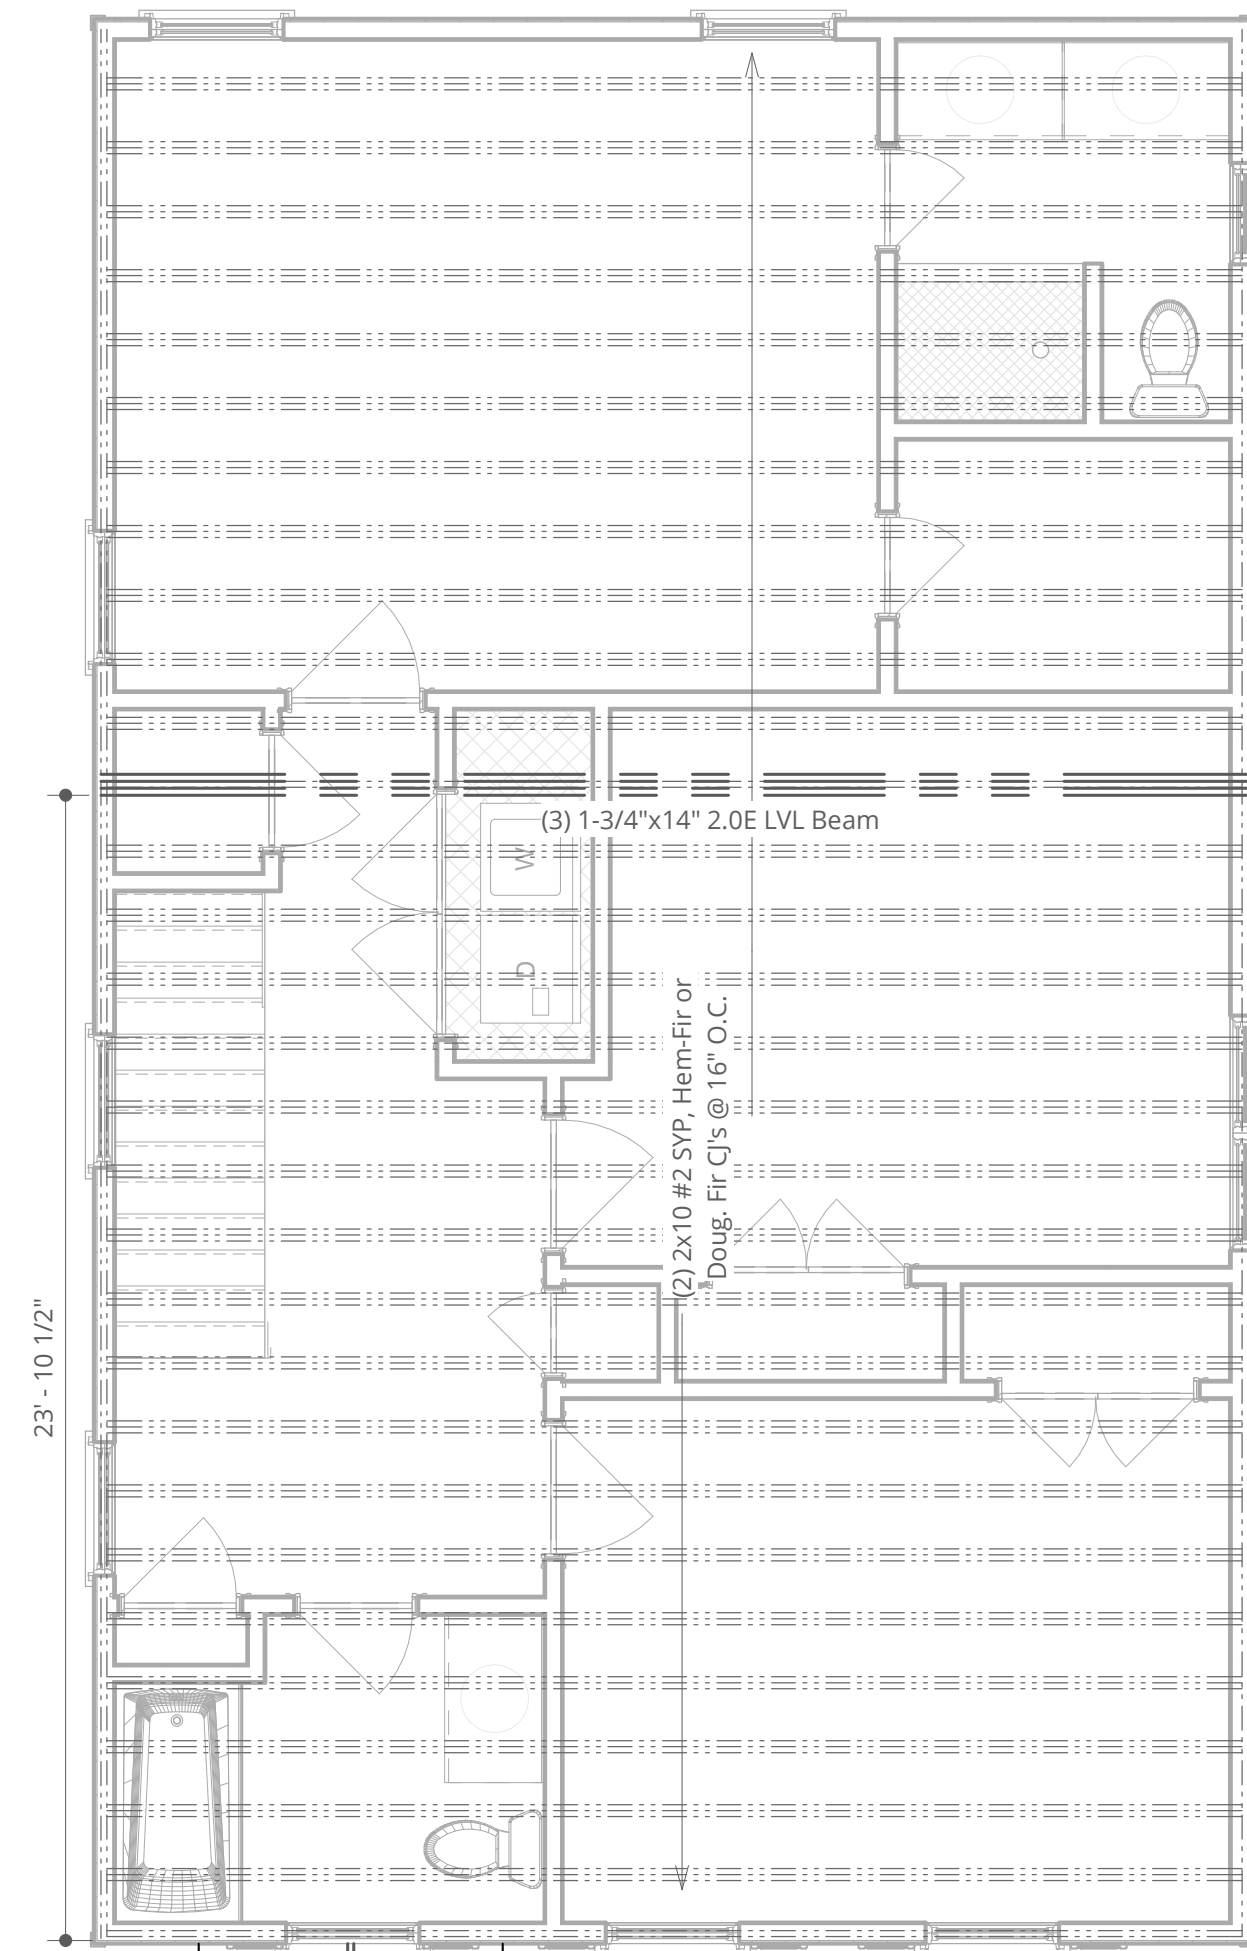 (3) 1-3/4"x14" 2.0E LVL Beam
W
D
(2) 2x10 #2 SYP, Hem-Fir or
Doug. Fir CJ's @ 16" O.C.
23' - 10 1/2"